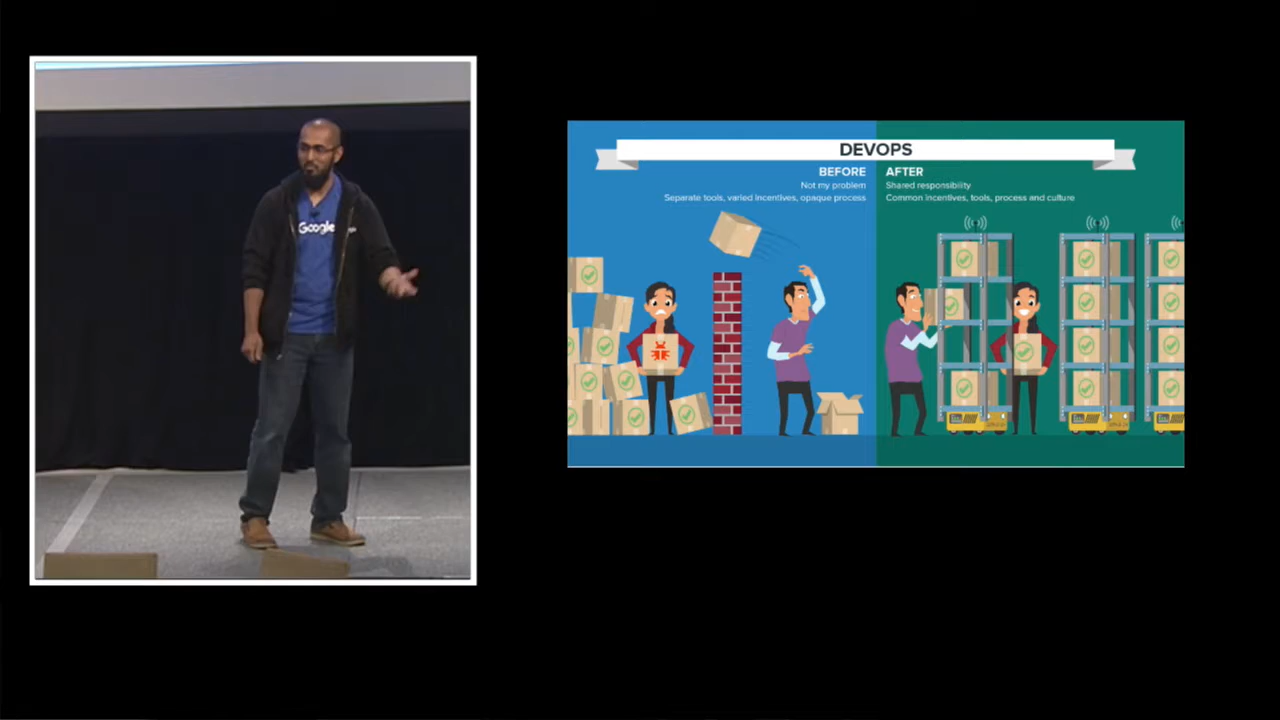 Google
DEVOPS
BEFORE
Not my problem
Separate tools, varied incentives, opaque process
AFTER
Shared responsibility
Common incentives, tools, process and culture